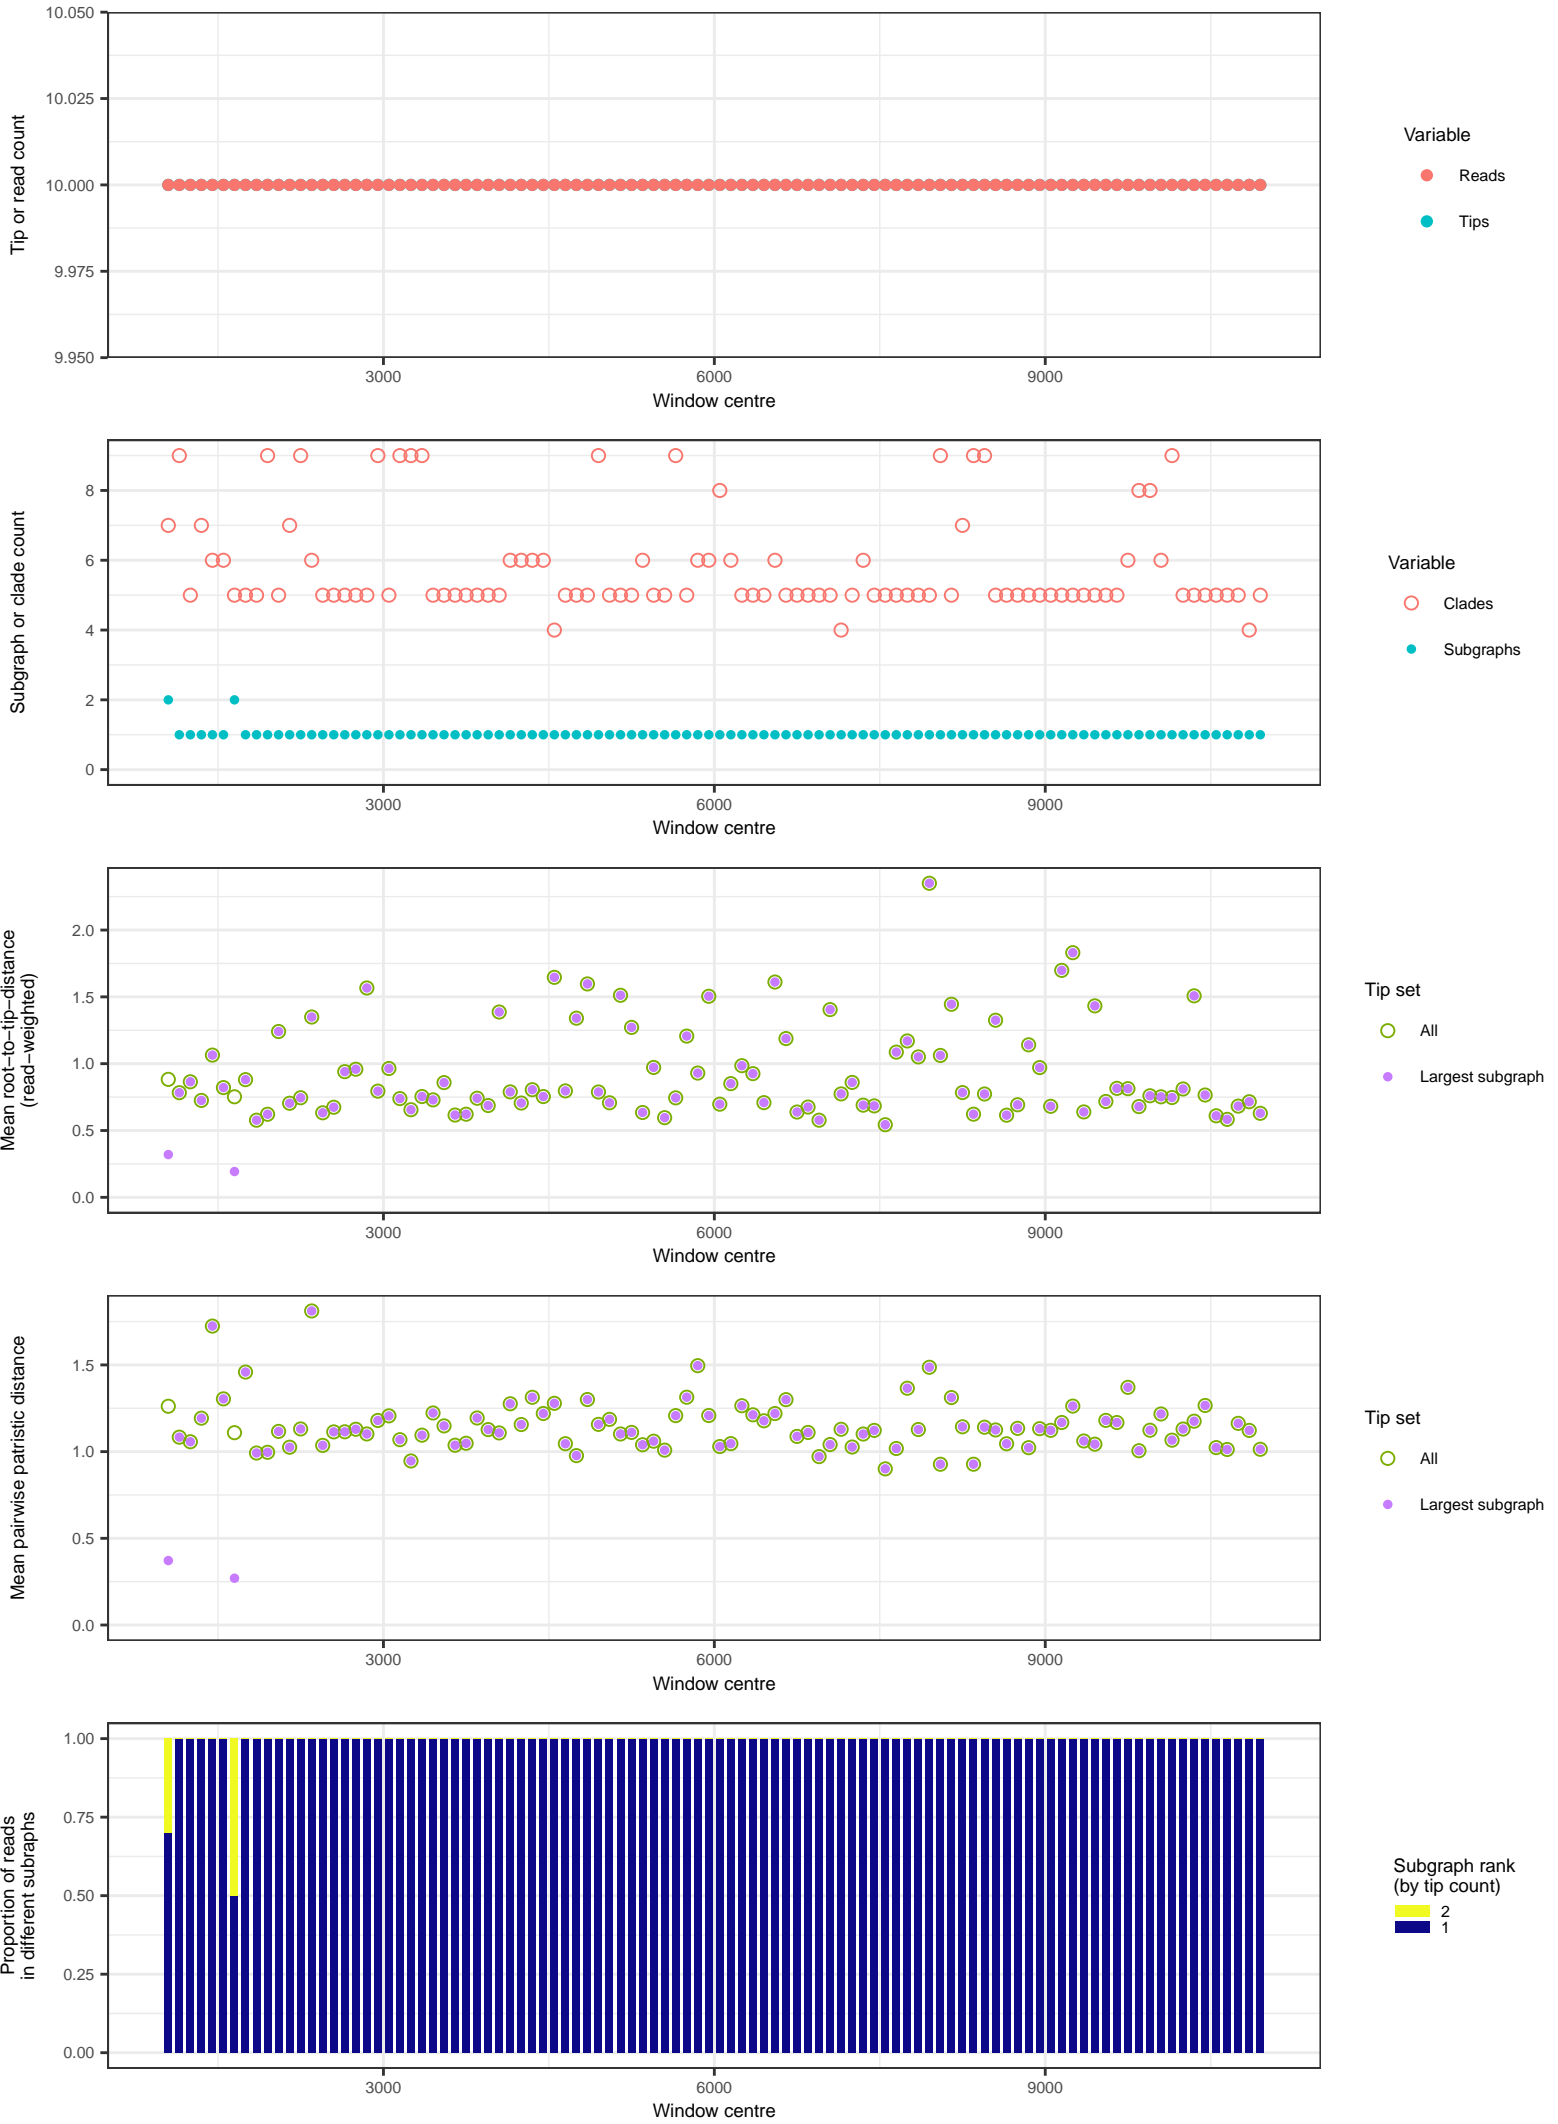 10.050
10.025
10.000
9.975
9.950
Tip or read count
3000
6000
9000
Window centre
Variable
Reads
Tips
8
6
4
2
0
Subgraph or clade count
3000
6000
9000
Window centre
Variable
Clades
Subgraphs
2.0
1.5
1.0
0.5
0.0
Mean root−to−tip−distance
(read−weighted)
3000
6000
9000
Window centre
Tip set
All
Largest subgraph
1.5
1.0
0.5
0.0
Mean pairwise patristic distance
3000
6000
9000
Window centre
Tip set
All
Largest subgraph
1.00
0.75
0.50
0.25
0.00
Proportion of reads
in different subraphs
3000
6000
9000
Window centre
Subgraph rank
(by tip count)
2
1